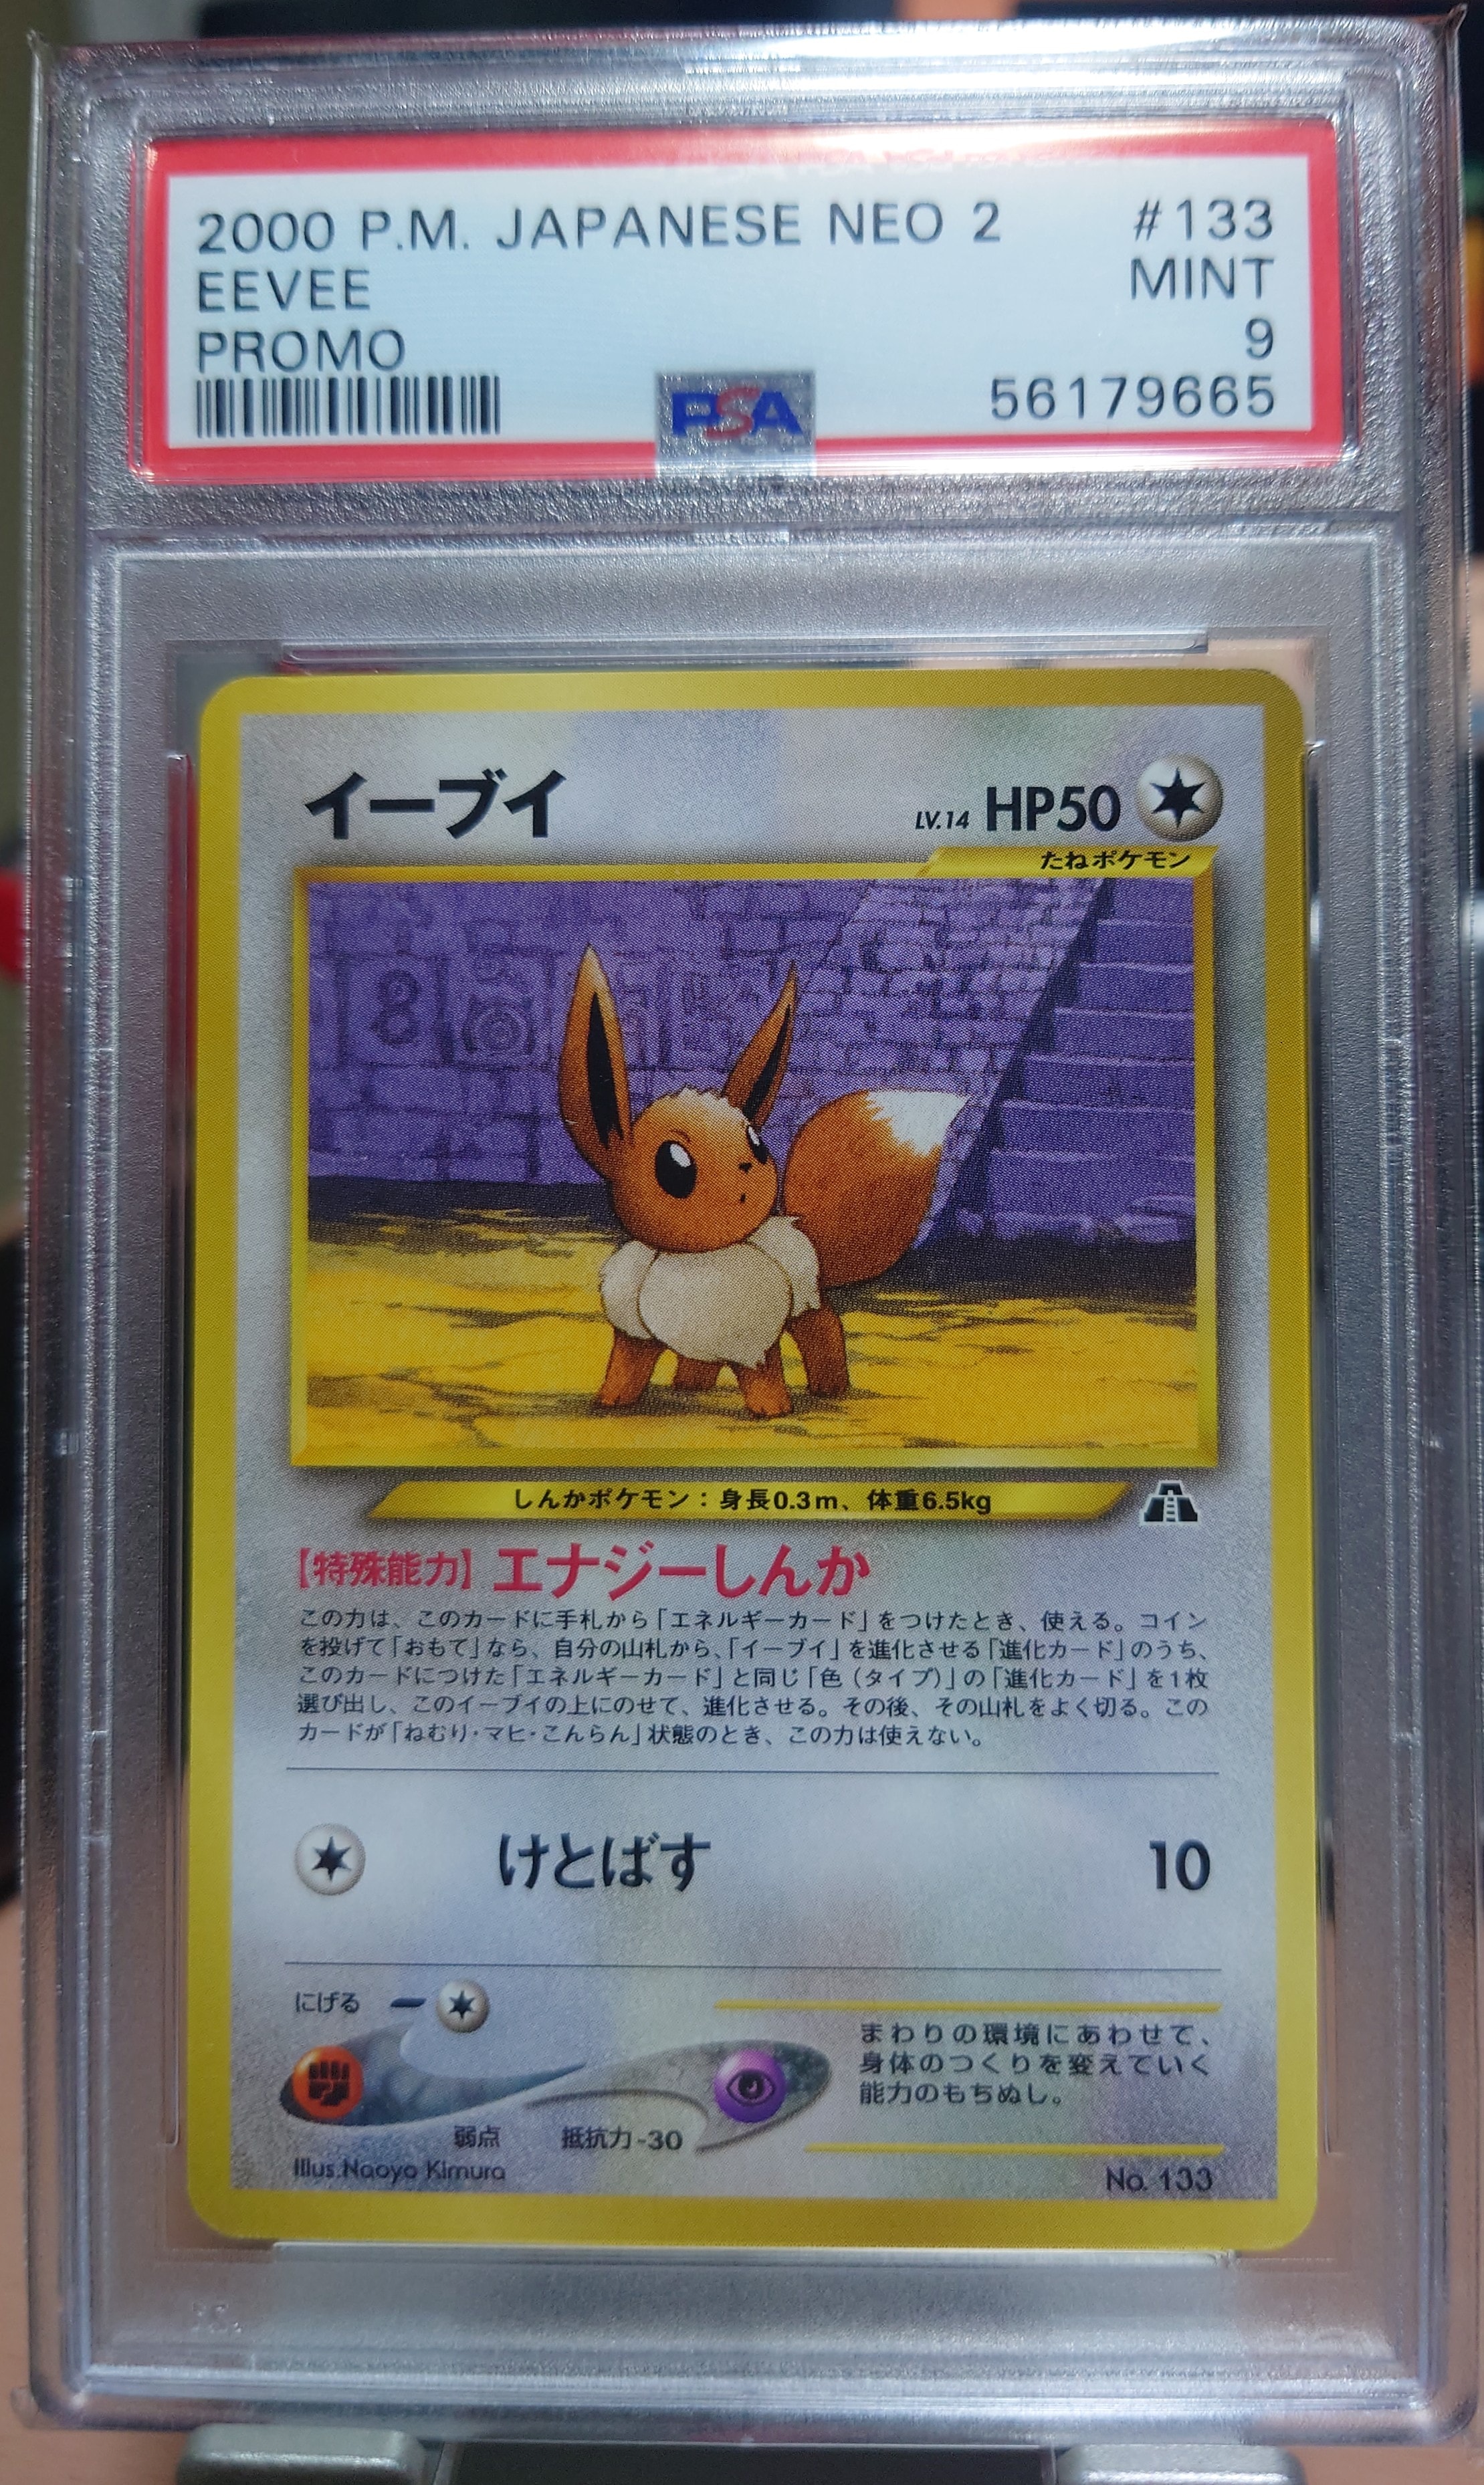 2000 P.M. JAPANESE NEO 2 #133
EEVEE MINT
PROMO 9
PSA 56179665
イーブイ LV.14 HP50
たねポケモン
しんかポケモン：身長0.3m、体重6.5kg
【特殊能力】エナジーしんか
この力は、このカードに手札から「エネルギーカード」をつけたとき、使える。コイン
を投げて「おもて」なら、自分の山札から、「イーブイ」を進化させる「進化カード」のうち、
このカードにつけた「エネルギーカード」と同じ「色（タイプ）」の「進化カード」を1枚
選び出し、このイーブイの上にのせて、進化させる。その後、その山札をよく切る。この
カードが「ねむり・マヒ・こんらん」状態のとき、この力は使えない。
けとばす 10
にげる
弱点 抵抗力-30
まわりの環境にあわせて、
身体のつくりを変えていく
能力のもちぬし。
Illus.Naoyo Kimura No. 133